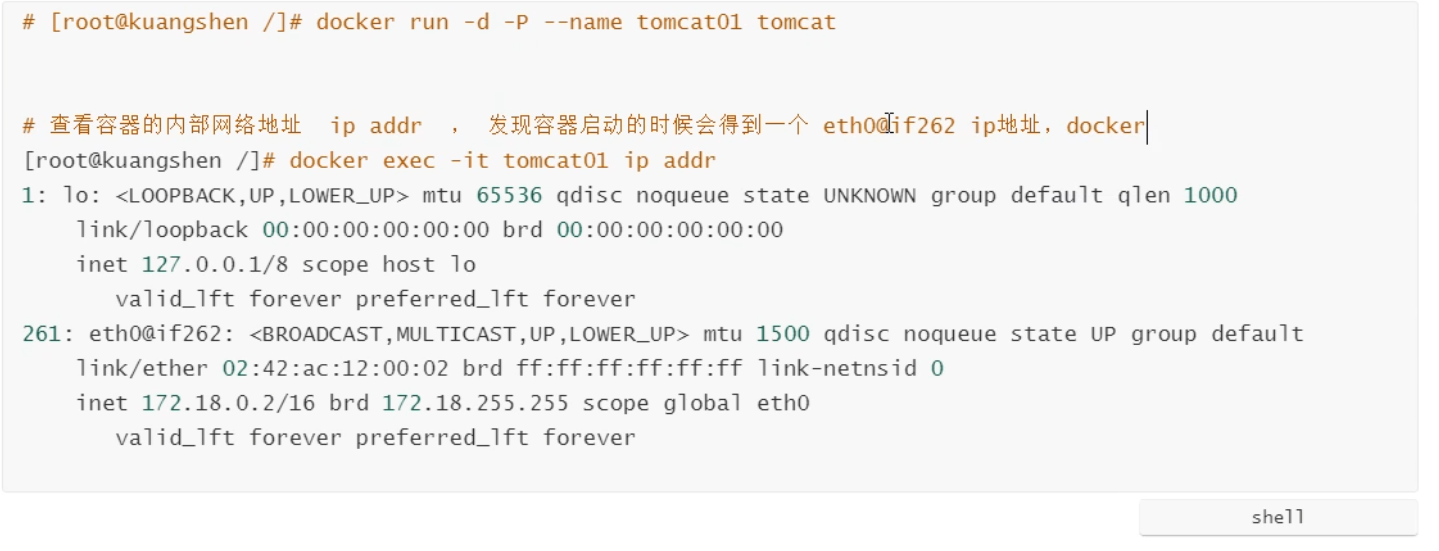 # [root@kuangshen /]# docker run -d -P --name tomcat01 tomcat
# 查看容器的内部网络地址  ip addr  ， 发现容器启动的时候会得到一个 eth0@if262 ip地址，docker
[root@kuangshen /]# docker exec -it tomcat01 ip addr
1: lo: <LOOPBACK,UP,LOWER_UP> mtu 65536 qdisc noqueue state UNKNOWN group default qlen 1000
    link/loopback 00:00:00:00:00:00 brd 00:00:00:00:00:00
    inet 127.0.0.1/8 scope host lo
       valid_lft forever preferred_lft forever
261: eth0@if262: <BROADCAST,MULTICAST,UP,LOWER_UP> mtu 1500 qdisc noqueue state UP group default
    link/ether 02:42:ac:12:00:02 brd ff:ff:ff:ff:ff:ff link-netnsid 0
    inet 172.18.0.2/16 brd 172.18.255.255 scope global eth0
       valid_lft forever preferred_lft forever
shell